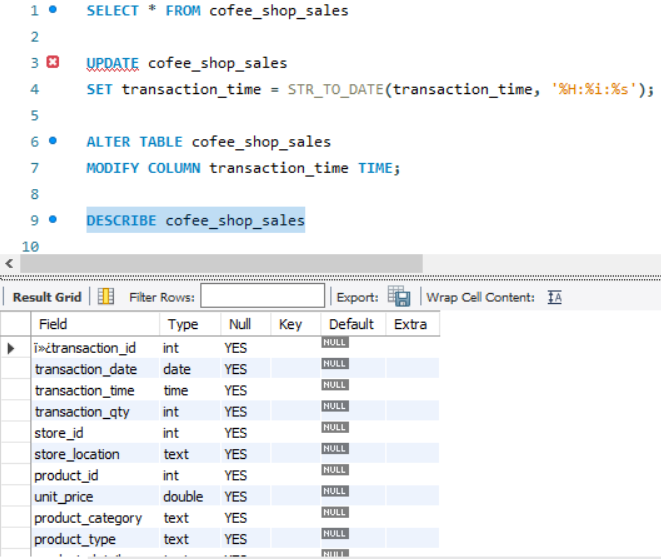 1 SELECT * FROM cofee_shop_sales
2
3 UPDATE cofee_shop_sales
4 SET transaction_time = STR_TO_DATE(transaction_time, '%H:%i:%s');
5
6 ALTER TABLE cofee_shop_sales
7 MODIFY COLUMN transaction_time TIME;
8
9 DESCRIBE cofee_shop_sales
10
Result Grid Filter Rows: Export: Wrap Cell Content: IA
Field Type Null Key Default Extra
ï»¿transaction_id int YES NULL
transaction_date date YES NULL
transaction_time time YES NULL
transaction_qty int YES NULL
store_id int YES NULL
store_location text YES NULL
product_id int YES NULL
unit_price double YES NULL
product_category text YES NULL
product_type text YES NULL